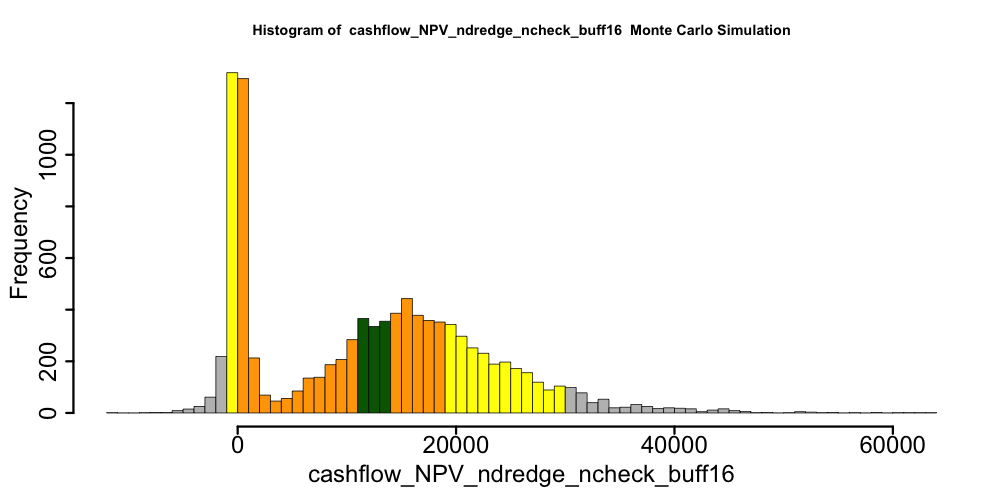 Histogram of cashflow_NPV_ndredge_ncheck_buff16 Monte Carlo Simulation
Frequency
1000
600
200
0
0 20000 40000 60000
cashflow_NPV_ndredge_ncheck_buff16